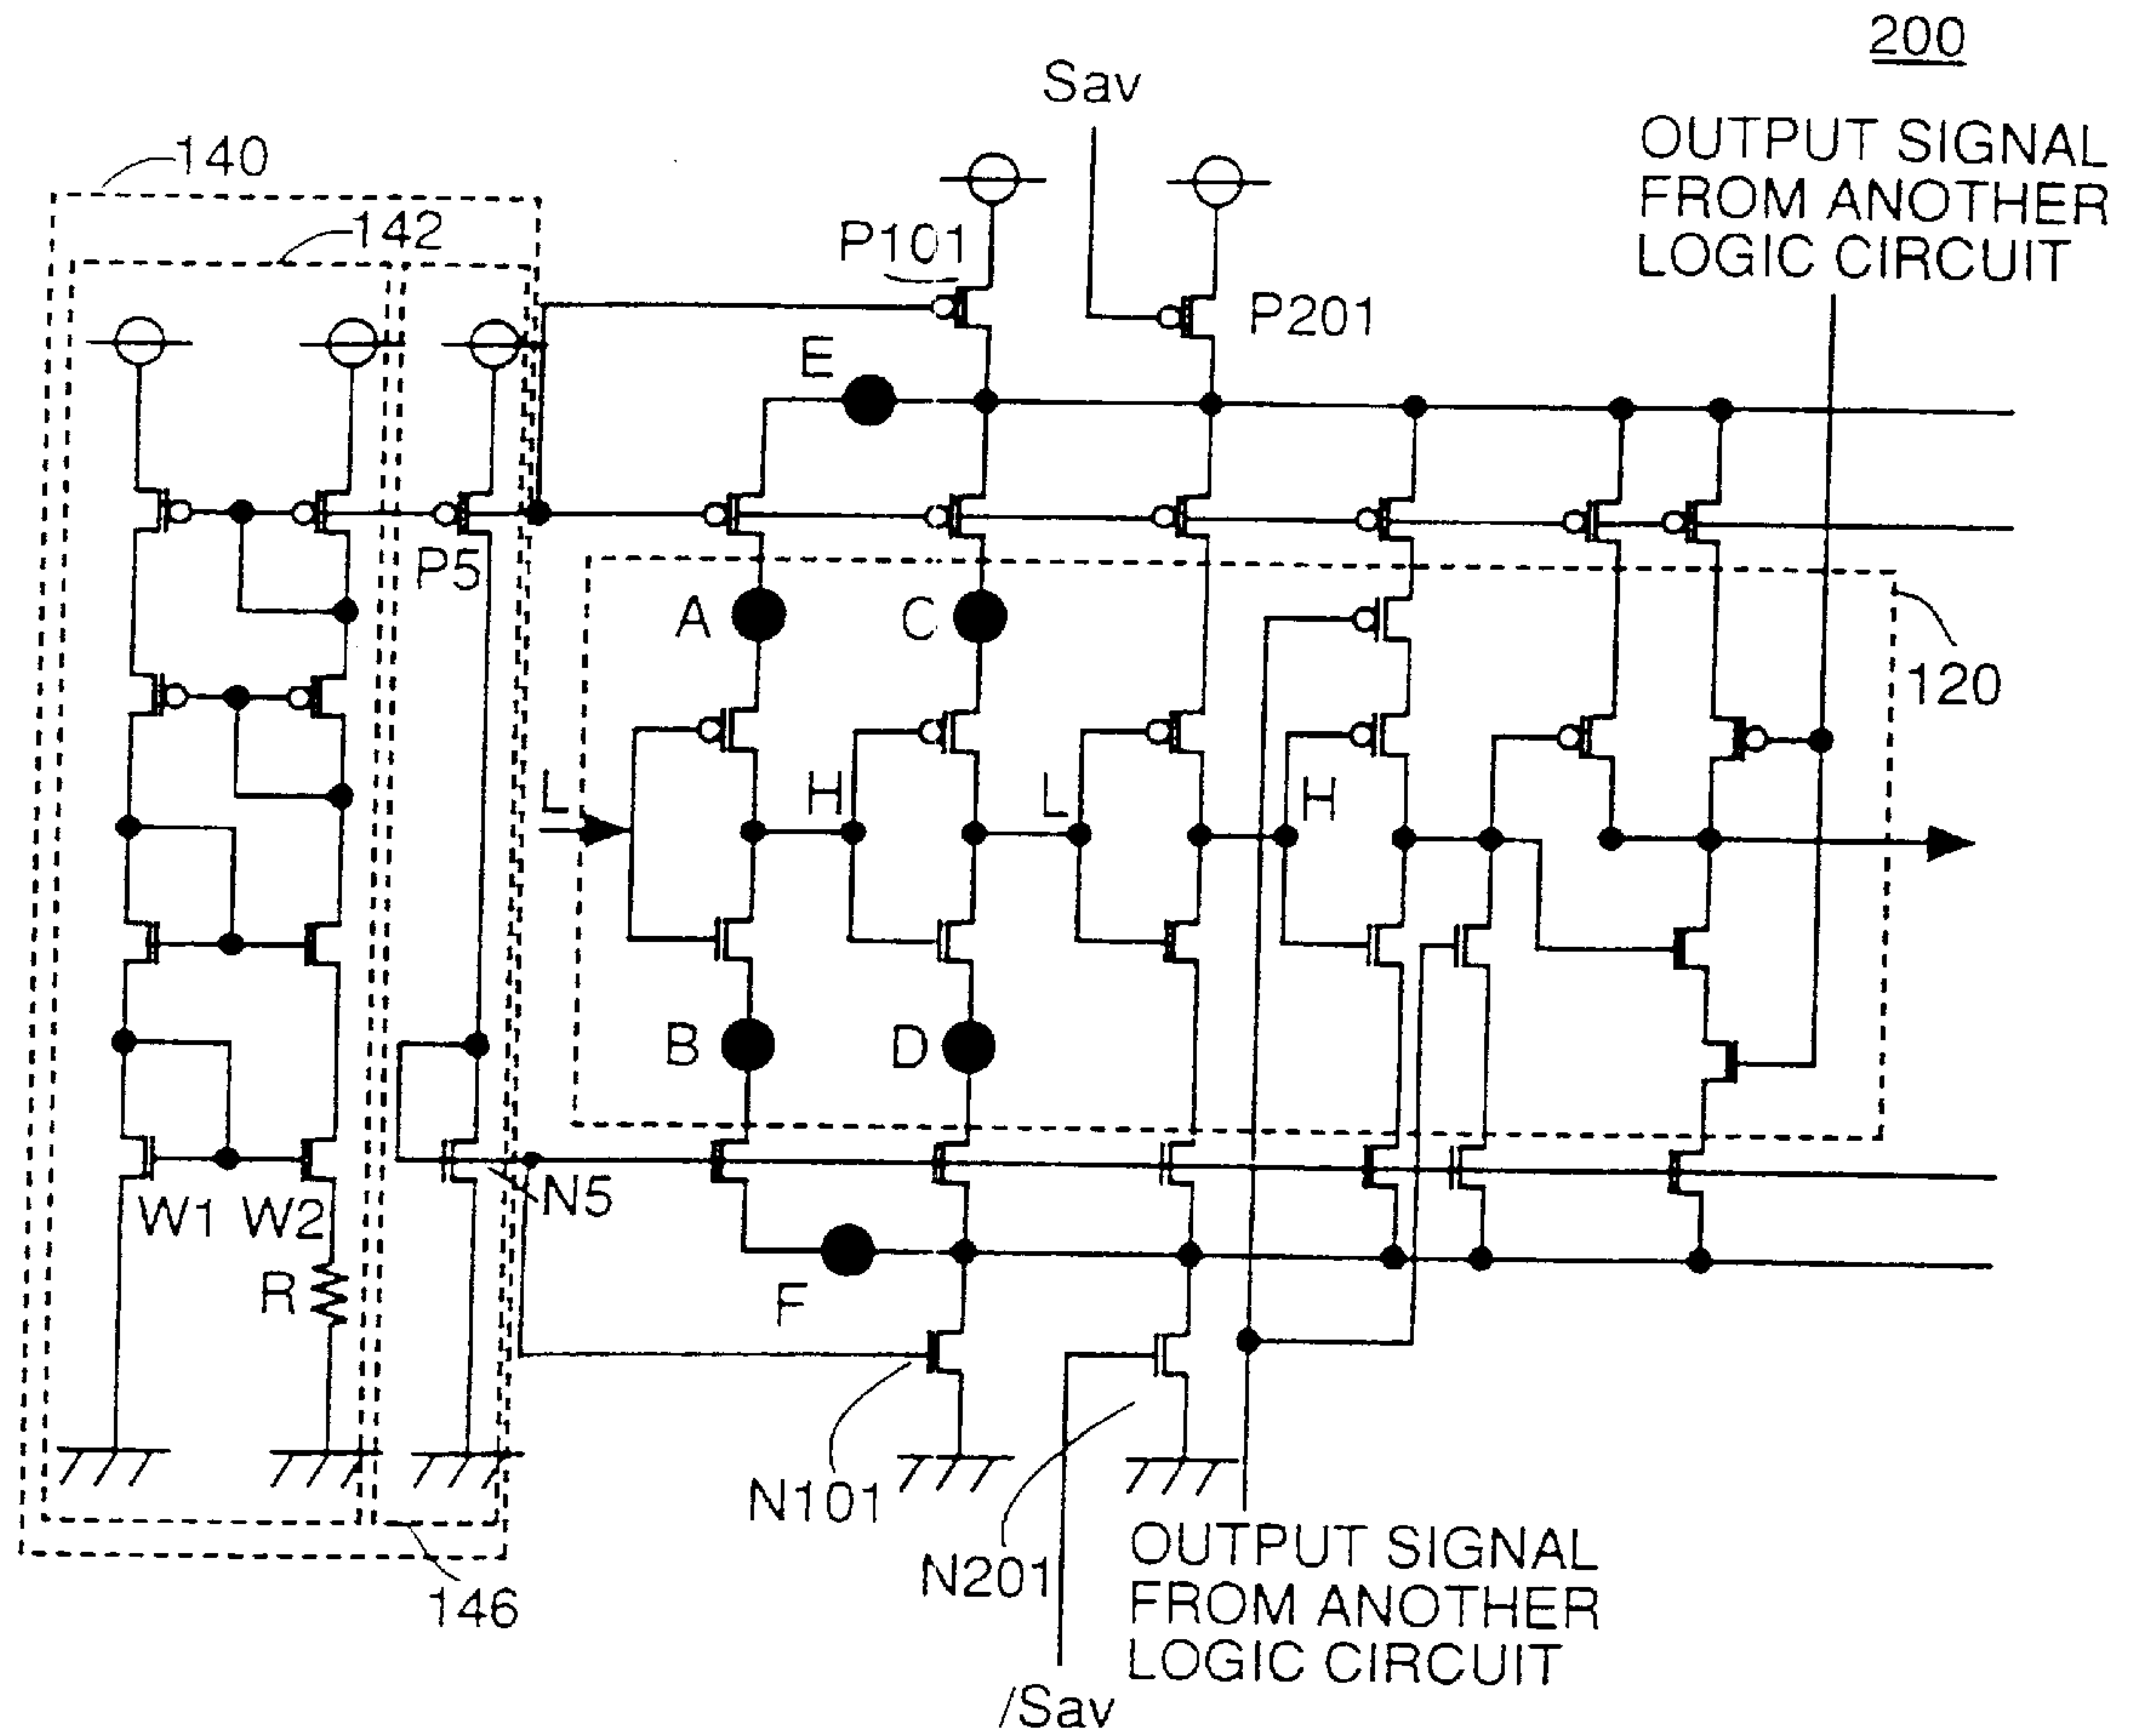 200
Sav
OUTPUT SIGNAL
FROM ANOTHER
LOGIC CIRCUIT
140
142
P101
P201
E
P5
A
C
120
L
H
L
H
B
D
W1
W2
N5
R
F
N101
N201
OUTPUT SIGNAL
FROM ANOTHER
LOGIC CIRCUIT
146
/Sav